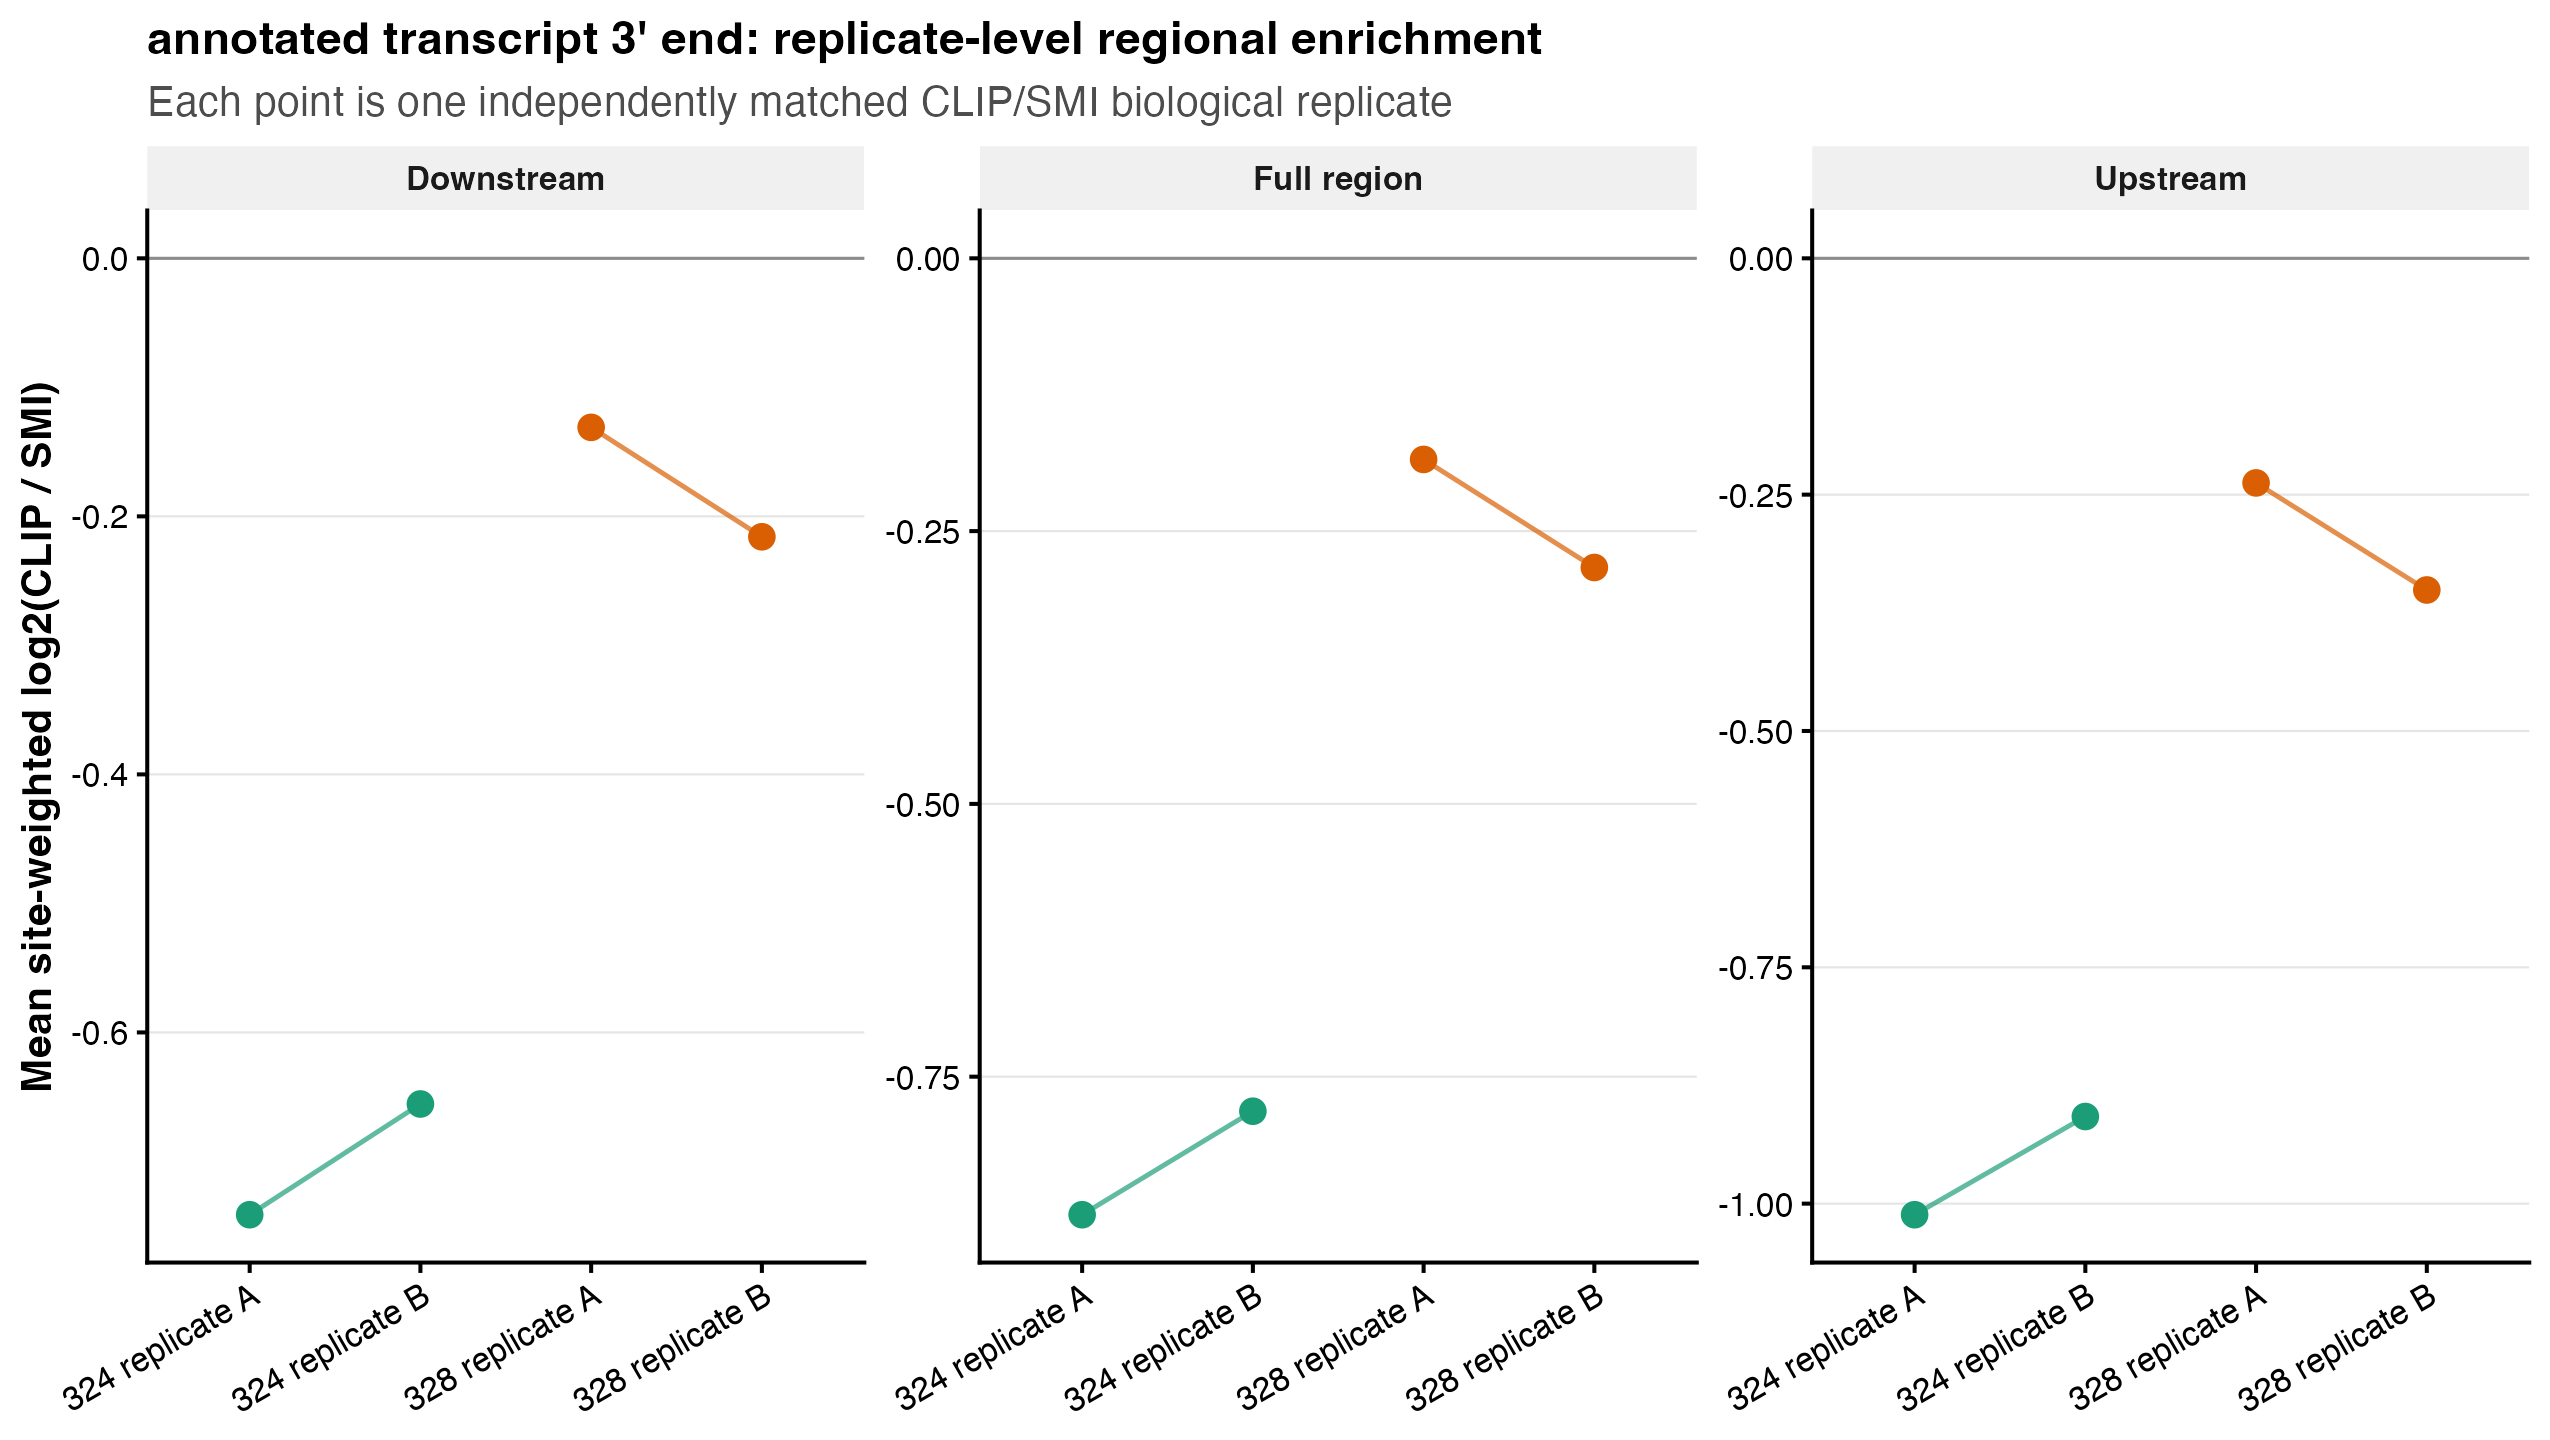 annotated transcript 3' end: replicate-level regional enrichment
Each point is one independently matched CLIP/SMI biological replicate
Mean site-weighted log2(CLIP / SMI)
Downstream
0.0
-0.2
-0.4
-0.6
324 replicate A
324 replicate B
328 replicate A
328 replicate B
Full region
0.00
-0.25
-0.50
-0.75
324 replicate A
324 replicate B
328 replicate A
328 replicate B
Upstream
0.00
-0.25
-0.50
-0.75
-1.00
324 replicate A
324 replicate B
328 replicate A
328 replicate B